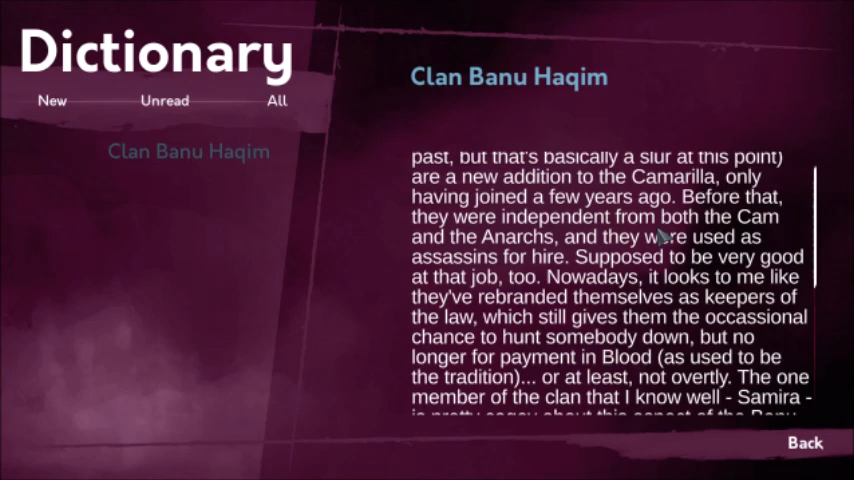 Dictionary
New
Unread
All
Clan Banu Haqim
Clan Banu Haqim
past, but that's basically a slur at this point)
are a new addition to the Camarilla, only
having joined a few years ago. Before that,
they were independent from both the Cam
and the Anarchs, and they were used as
assassins for hire. Supposed to be very good
at that job, too. Nowadays, it looks to me like
they've rebranded themselves as keepers of
the law, which still gives them the occassional
chance to hunt somebody down, but no
longer for payment in Blood (as used to be
the tradition)... or at least, not overtly. The one
member of the clan that I know well - Samira -
about this aspect of the Banu
Back